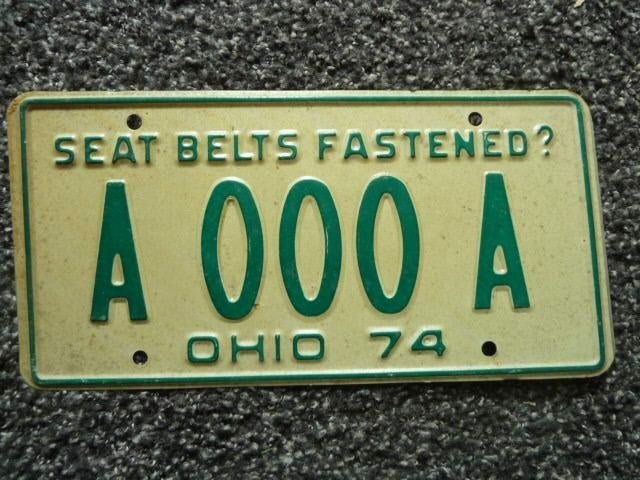 SEAT BELTS FASTENED?
A 000 A
OHIO 74